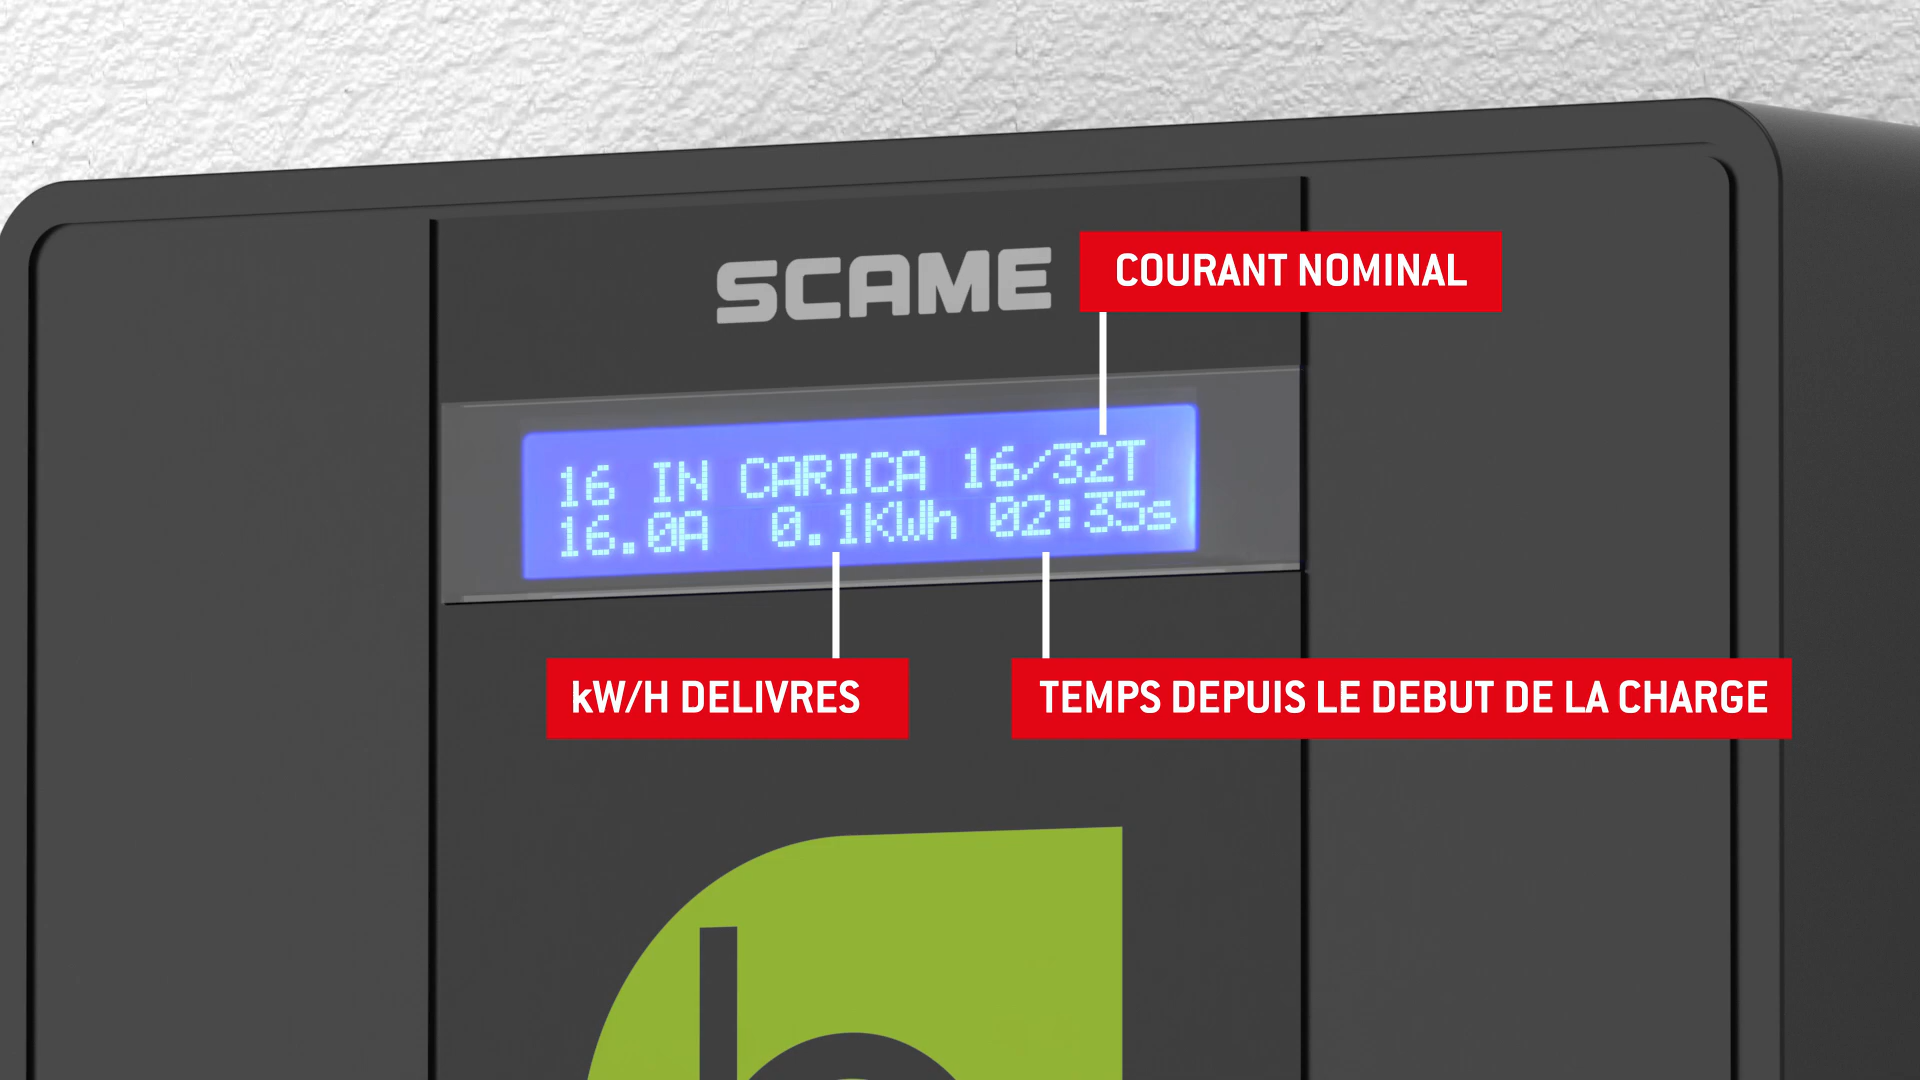 SCAME
COURANT NOMINAL
16 IN CARICA 16/32T
16.0A 0.1KWh 02:35s
kW/H DELIVRES
TEMPS DEPUIS LE DEBUT DE LA CHARGE